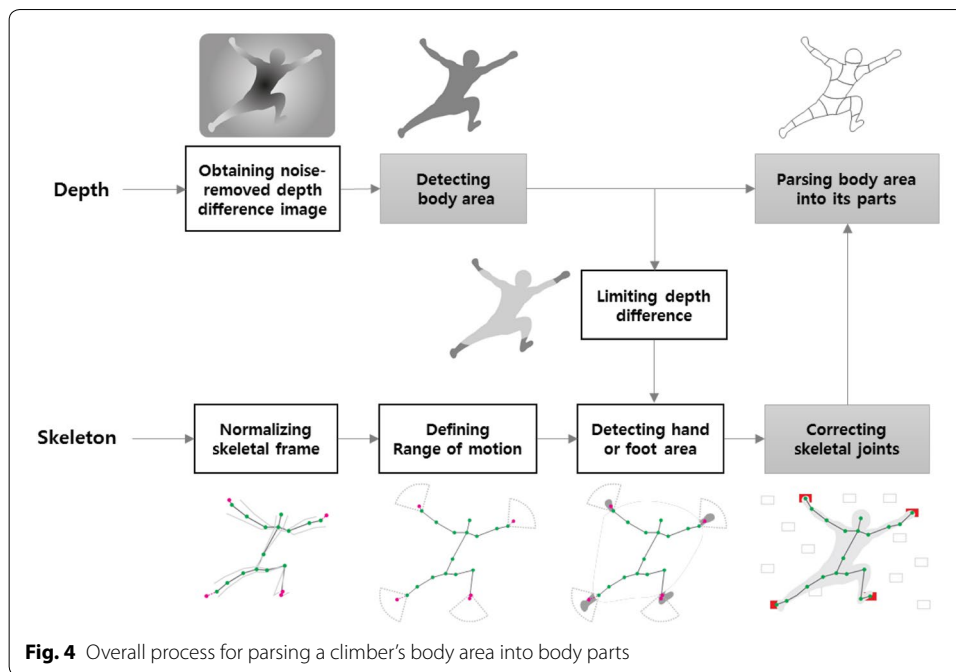 Depth
Obtaining noise-
removed depth
difference image
Detecting
body area
Parsing body area
into its parts
Limiting depth
difference
Skeleton
Normalizing
skeletal frame
Defining
Range of motion
Detecting hand
or foot area
Correcting
skeletal joints
Fig. 4 Overall process for parsing a climber's body area into body parts